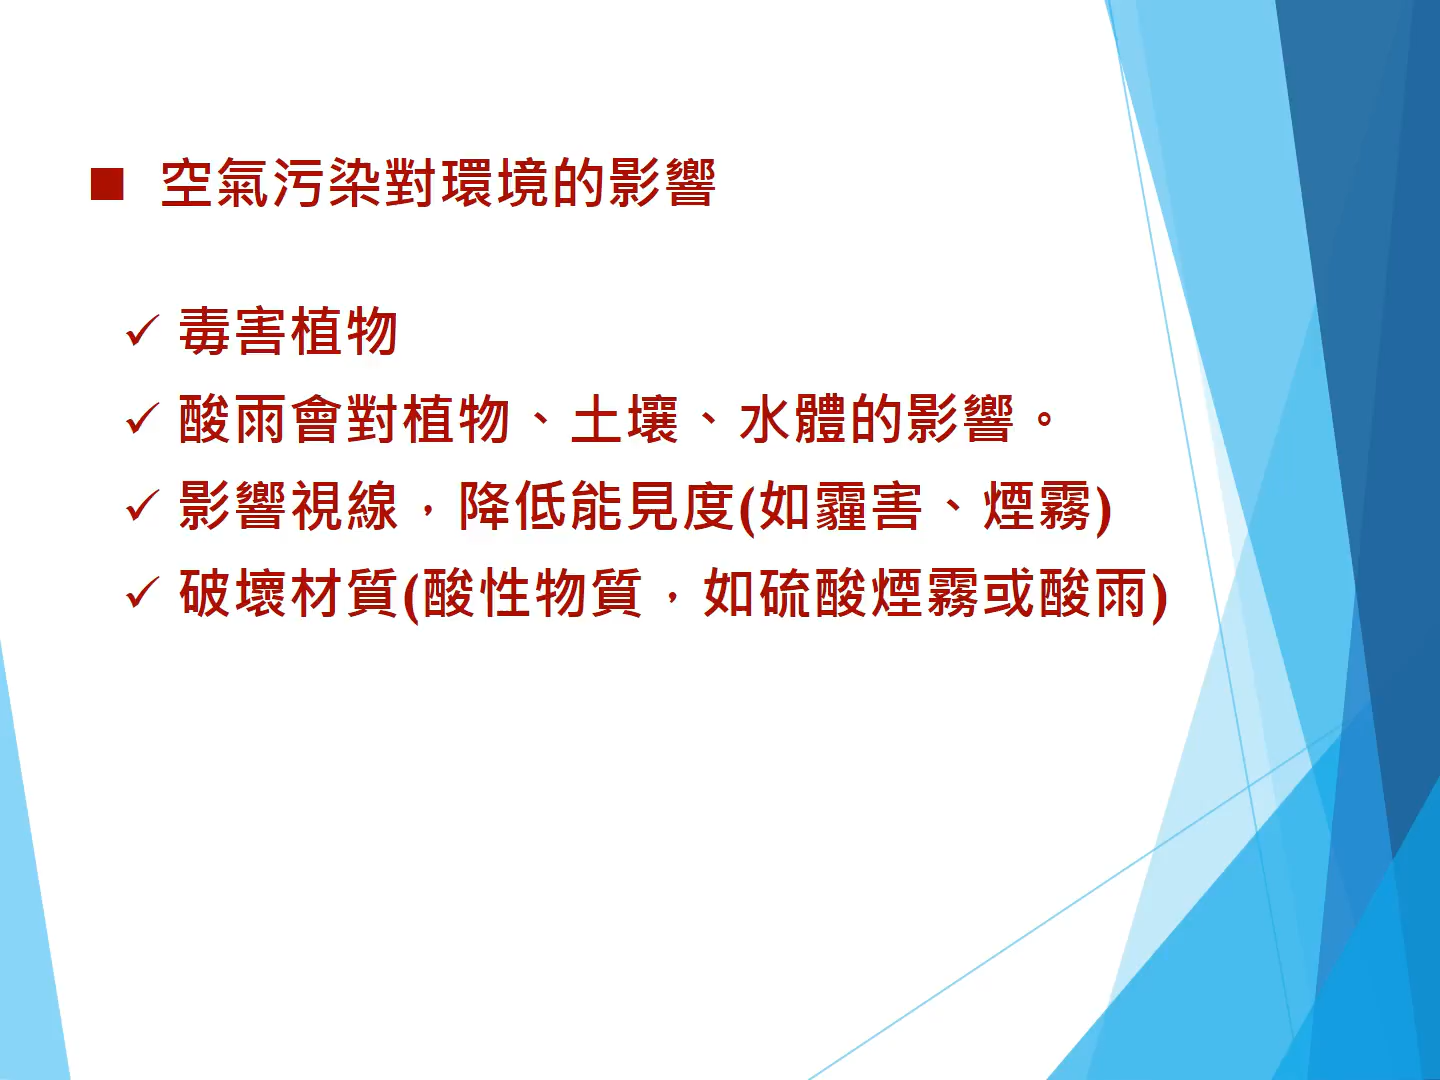 ■ 空氣污染對環境的影響
✓ 毒害植物
✓ 酸雨會對植物、土壤、水體的影響。
✓ 影響視線，降低能見度(如霾害、煙霧)
✓ 破壞材質(酸性物質，如硫酸煙霧或酸雨)